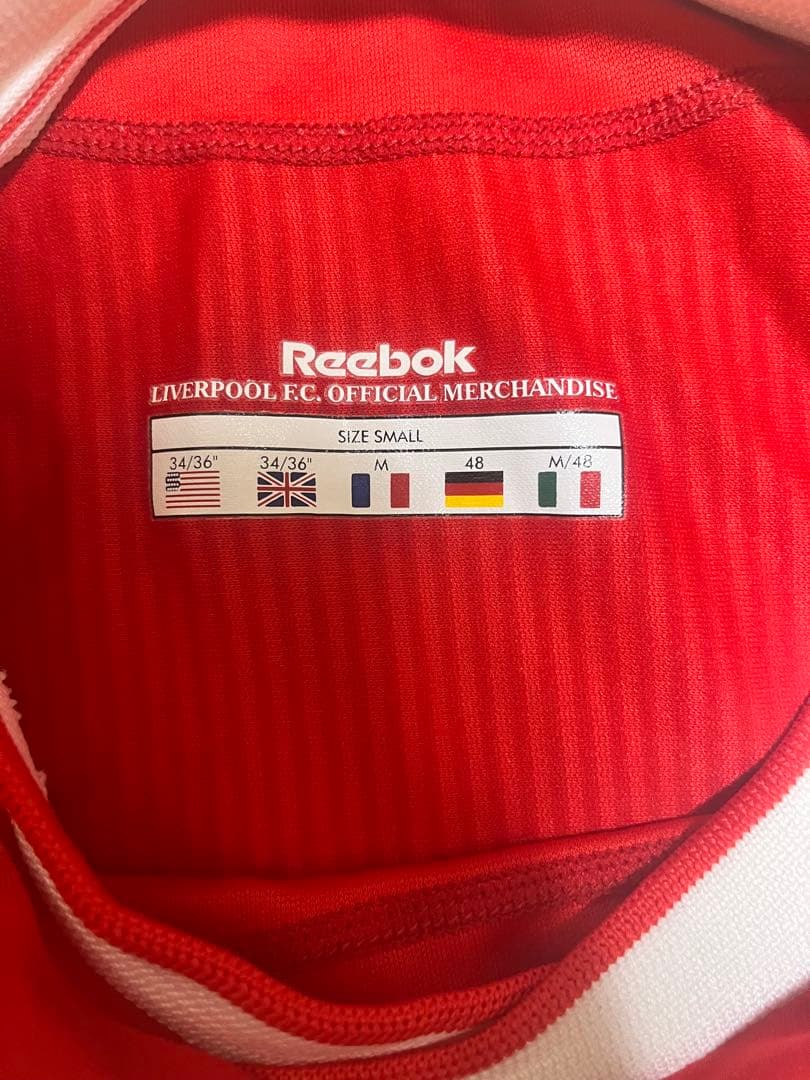 Reebok
LIVERPOOL F.C. OFFICIAL MERCHANDISE
SIZE SMALL
34/36" 34/36" M 48 M/48